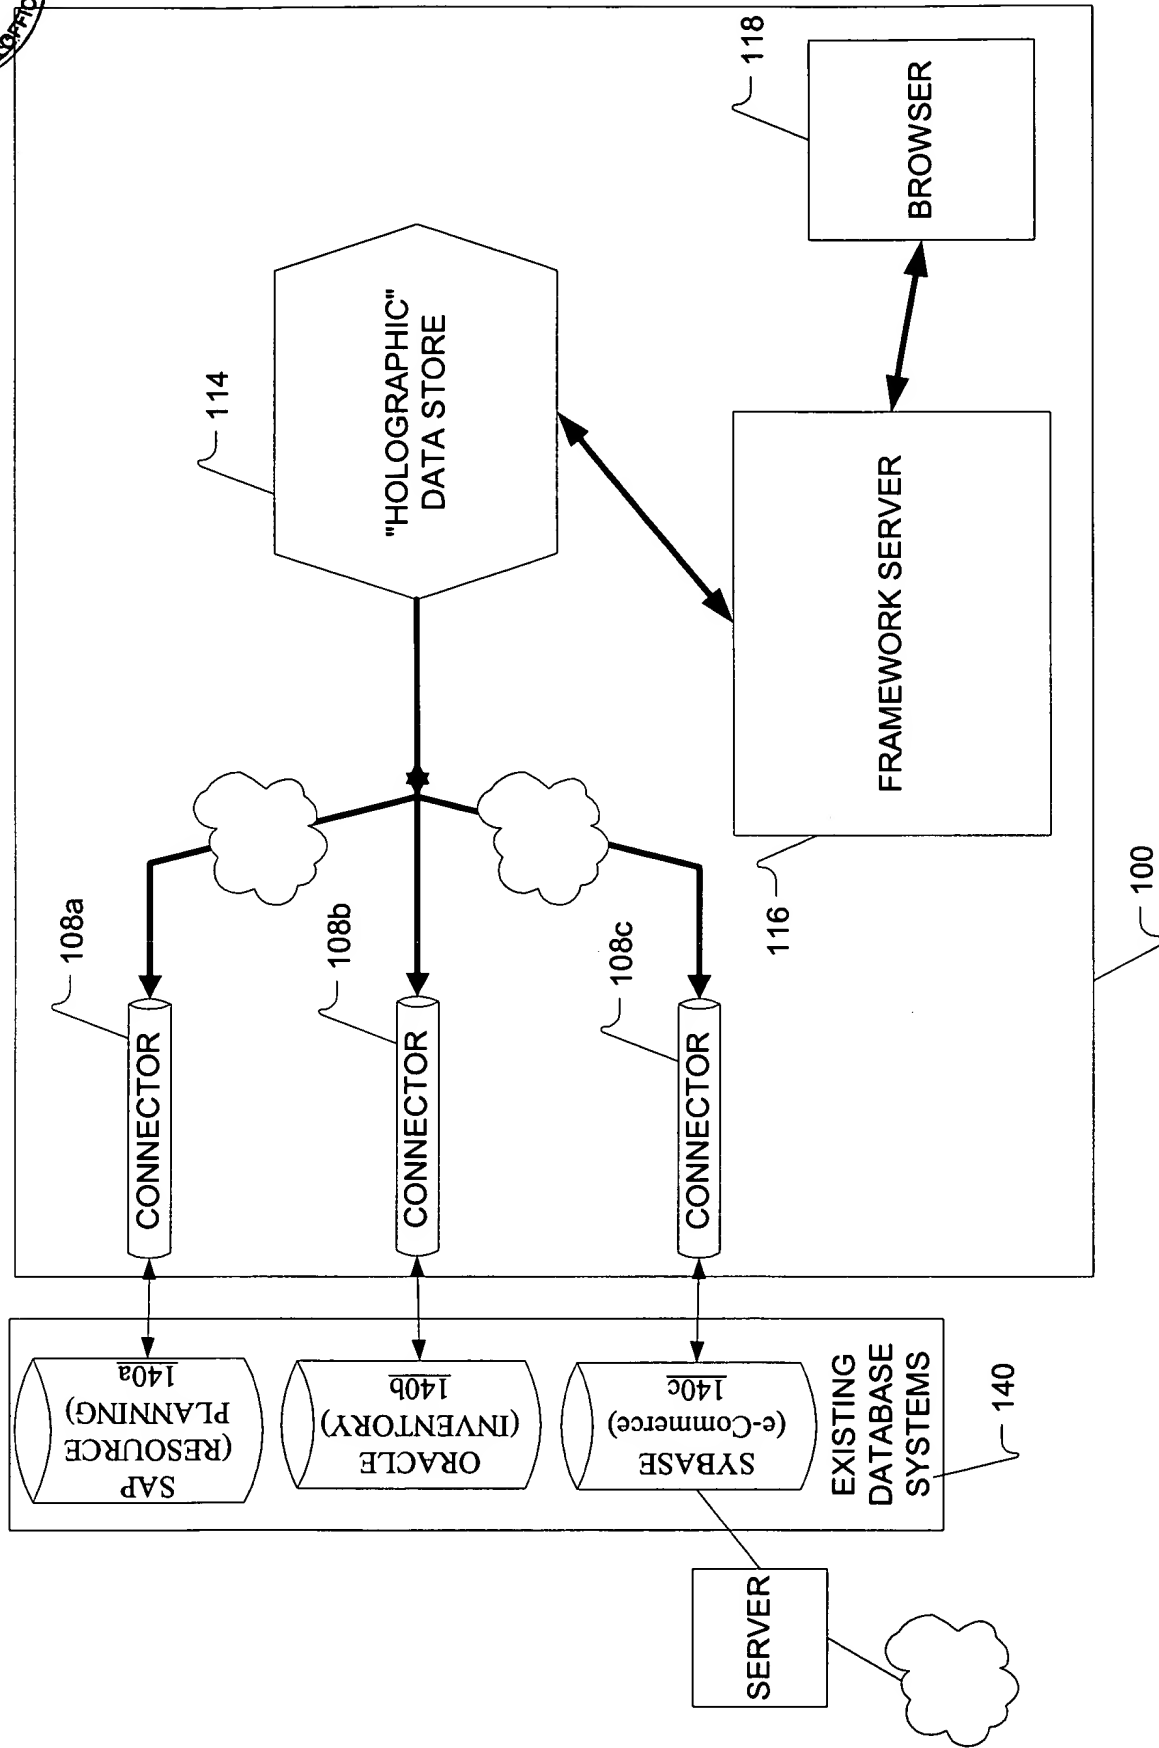 SAP
(RESOURCE
PLANNING)
140a
ORACLE
(INVENTORY)
140b
SYBASE
(e-Commerce)
140c
EXISTING
DATABASE
SYSTEMS
140
SERVER
CONNECTOR
108a
CONNECTOR
108b
CONNECTOR
108c
"HOLOGRAPHIC"
DATA STORE
114
FRAMEWORK SERVER
116
BROWSER
118
100